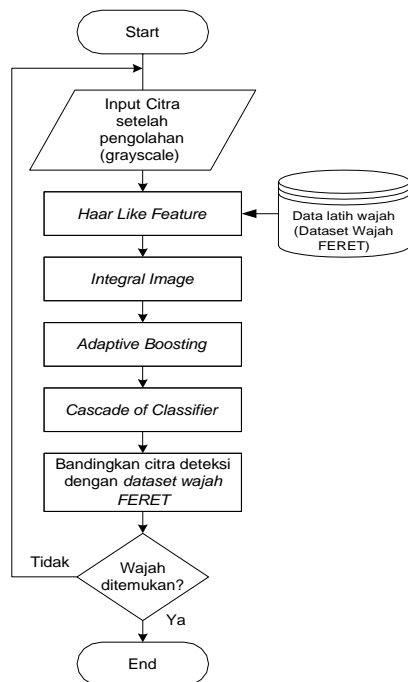 Start
Input Citra
setelah
pengolahan
(grayscale)
Haar Like Feature
Data latih wajah
(Dataset Wajah
FERET)
Integral Image
Adaptive Boosting
Cascade of Classifier
Bandingkan citra deteksi
dengan dataset wajah
FERET
Tidak
Wajah
ditemukan?
Ya
End